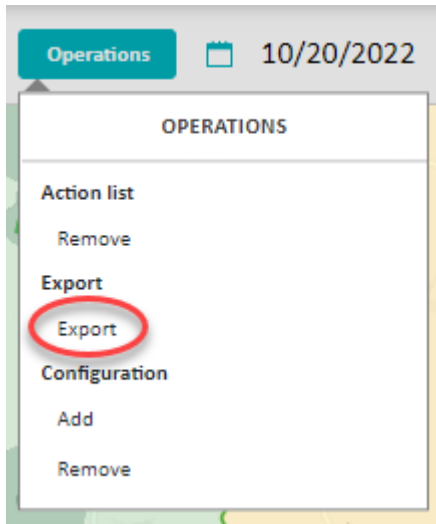 Operations
10/20/2022
OPERATIONS
Action list
Remove
Export
Export
Configuration
Add
Remove